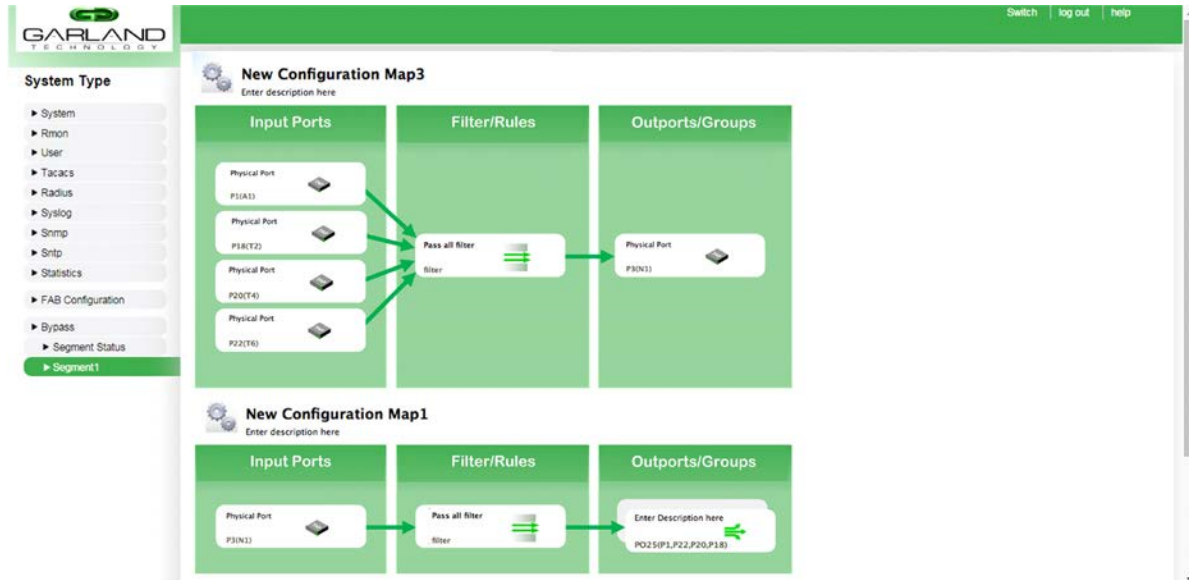 Switch log out help
GARLAND
TECHNOLOGY
System Type
System
Rmon
User
Tacacs
Radius
Syslog
Snmp
Sntp
Statistics
FAB Configuration
Bypass
Segment Status
Segment1
New Configuration Map3
Enter description here
Input Ports
Filter/Rules
Outports/Groups
Physical Port
P1(A1)
Physical Port
P18(T2)
Physical Port
P20(T4)
Physical Port
P22(T6)
Pass all filter
filter
Physical Port
P3(N1)
New Configuration Map1
Enter description here
Input Ports
Filter/Rules
Outports/Groups
Physical Port
P3(N1)
Pass all filter
filter
Enter Description here
PO25(P1,P22,P20,P18)